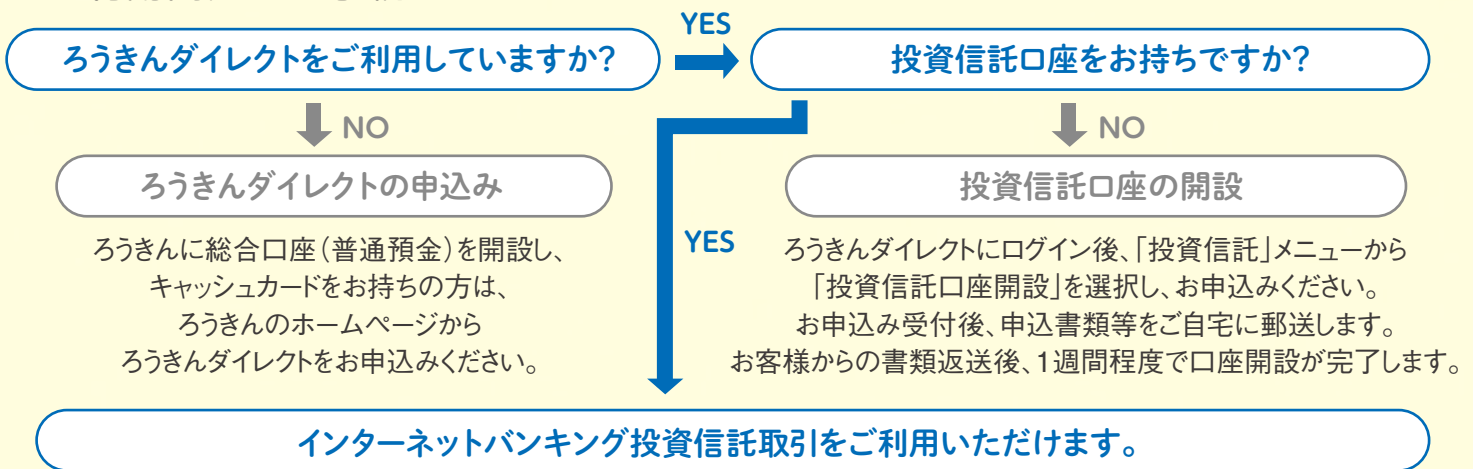 YES
ろうきんダイレクトをご利用していますか?
投資信託口座をお持ちですか?
NO
NO
ろうきんダイレクトの申込み
投資信託口座の開設
ろうきんに総合口座(普通預金)を開設し、
キャッシュカードをお持ちの方は、
ろうきんのホームページから
ろうきんダイレクトをお申込みください。
YES
ろうきんダイレクトにログイン後、「投資信託」メニューから
「投資信託口座開設」を選択し、お申込みください。
お申込み受付後、申込書類等をご自宅に郵送します。
お客様からの書類返送後、1週間程度で口座開設が完了します。
インターネットバンキング投資信託取引をご利用いただけます。